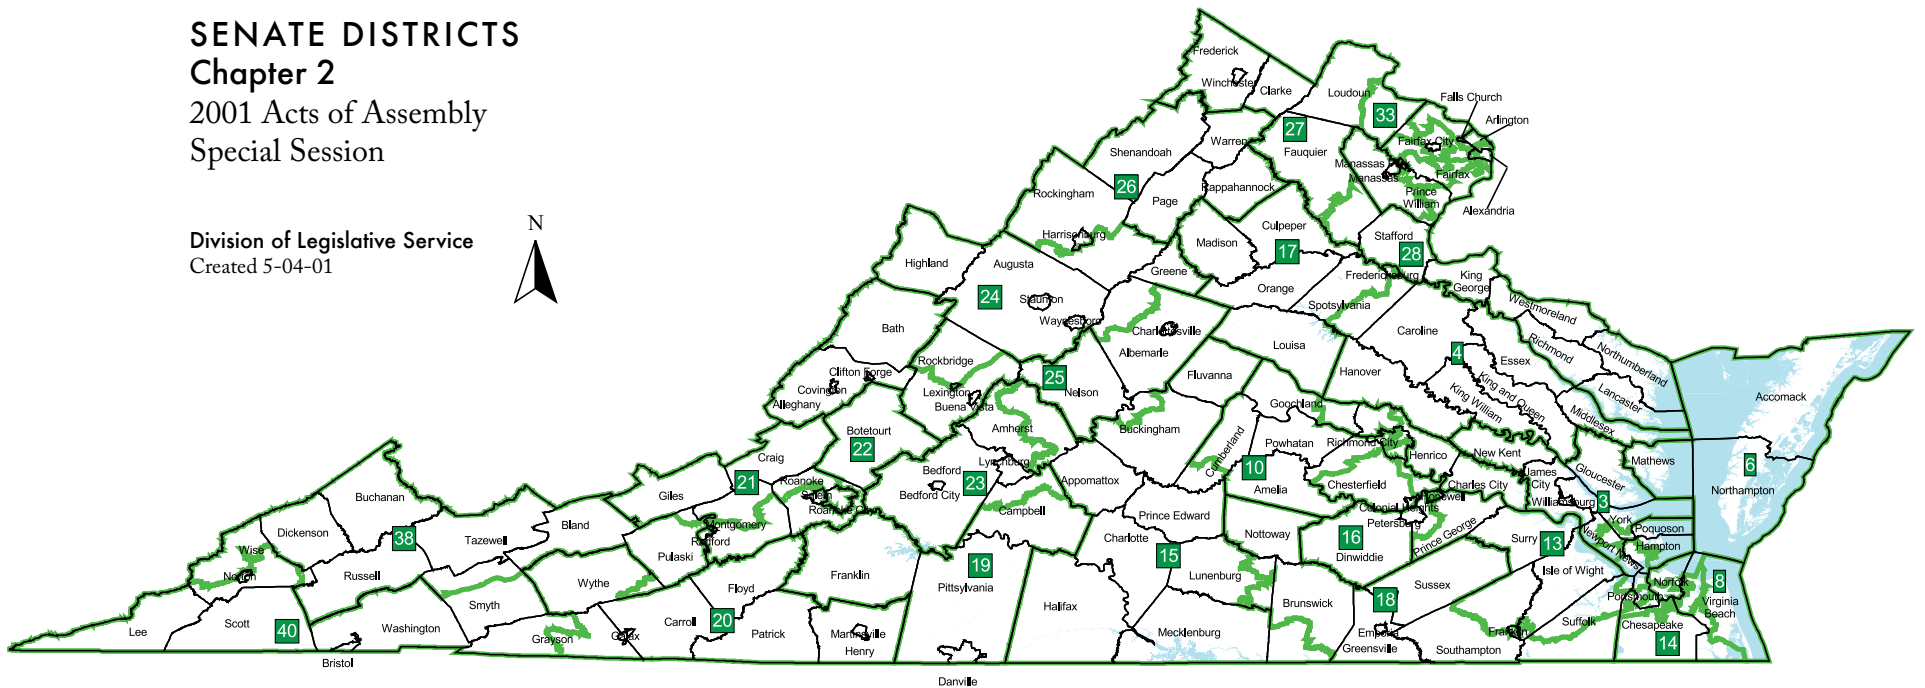 SENATE DISTRICTS
Chapter 2
2001 Acts of Assembly
Special Session
Division of Legislative Service
Created 5-04-01
N
Frederick
Winchester
Clarke
Loudoun
33
Falls Church
Arlington
27
Fairfax City
Warren
Fauquier
Shenandoah
Manassas Park
Manassas
Fairfax
Prince
William
Alexandria
Rockingham
26
Page
Rappahannock
Culpeper
Stafford
28
Harrisonburg
Madison
17
Highland
Augusta
Greene
Fredericksburg
King
George
24
Staunton
Orange
Spotsylvania
Westmoreland
Waynesboro
Charlottesville
Caroline
Richmond
Northumberland
Bath
Albemarle
Louisa
4
Essex
Rockbridge
Clifton Forge
25
Fluvanna
Hanover
King and Queen
King William
Lancaster
Accomack
Covington
Alleghany
Lexington
Buena Vista
Nelson
Goochland
Middlesex
Botetourt
22
Amherst
Buckingham
Cumberland
Powhatan
Richmond City
Henrico
New Kent
Mathews
Craig
Lynchburg
Bedford
10
James
City
Gloucester
6
21
Roanoke
Salem
Bedford City
23
Appomattox
Amelia
Chesterfield
Charles City
Northampton
Buchanan
Giles
Roanoke City
Campbell
Prince Edward
Hopewell
Colonial Heights
Williamsburg
3
Dickenson
Bland
Montgomery
Radford
Petersburg
York
Poquoson
38
Tazewell
Charlotte
Nottoway
16
Dinwiddie
Prince George
Surry
13
Newport News
Hampton
Wise
Pulaski
15
Norton
Russell
Wythe
Floyd
Franklin
19
Pittsylvania
Lunenburg
Sussex
Isle of Wight
Norfolk
8
Smyth
Halifax
Brunswick
18
Portsmouth
Virginia
Beach
Lee
Scott
40
Washington
Grayson
Galax
Carroll
20
Patrick
Martinsville
Henry
Mecklenburg
Emporia
Greensville
Franklin
Suffolk
Chesapeake
14
Southampton
Bristol
Danville